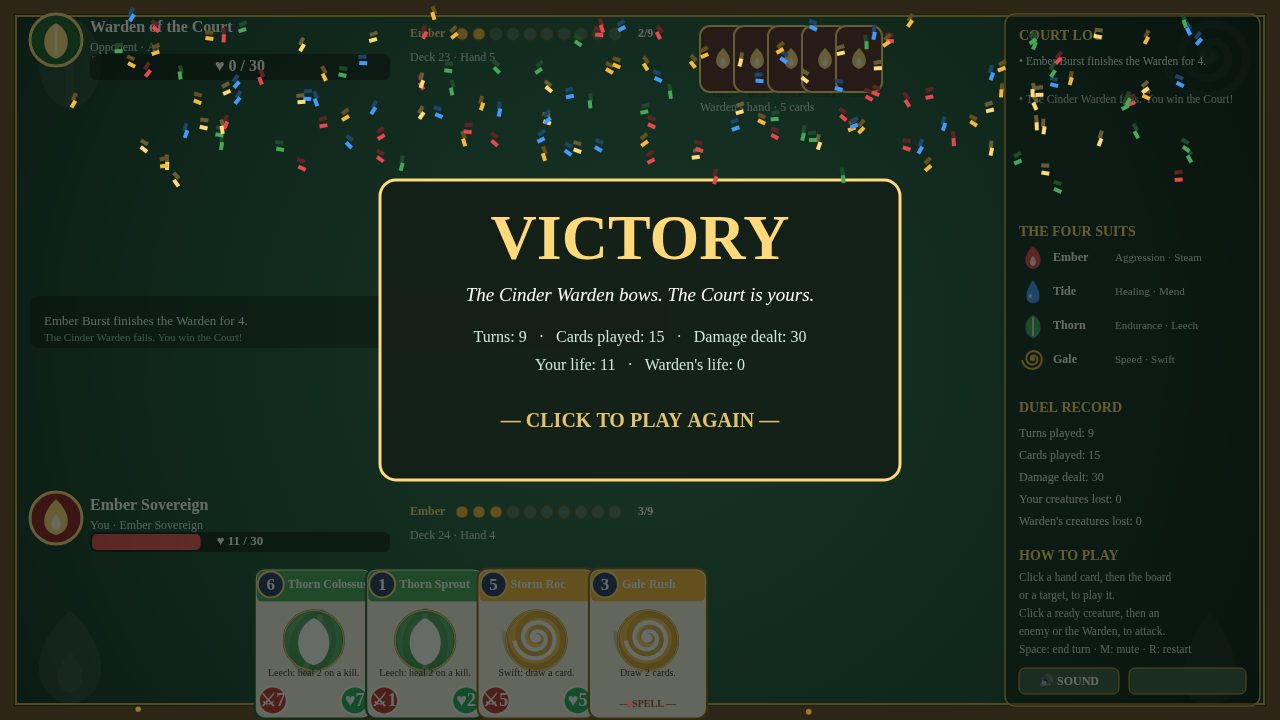 Warden of the Court
Opponent · A
♥ 0 / 30
Ember 2/9
Deck 23 · Hand 5
Warden's hand · 5 cards
COURT LO
• Ember Burst finishes the Warden for 4.
• The Cinder Warden falls. You win the Court!
VICTORY
The Cinder Warden bows. The Court is yours.
Turns: 9 · Cards played: 15 · Damage dealt: 30
Your life: 11 · Warden's life: 0
— CLICK TO PLAY AGAIN —
Ember Burst finishes the Warden for 4.
The Cinder Warden falls. You win the Court!
THE FOUR SUITS
Ember Aggression · Steam
Tide Healing · Mend
Thorn Endurance · Leech
Gale Speed · Swift
DUEL RECORD
Turns played: 9
Cards played: 15
Damage dealt: 30
Your creatures lost: 0
Warden's creatures lost: 0
HOW TO PLAY
Click a hand card, then the board
or a target, to play it.
Click a ready creature, then an
enemy or the Warden, to attack.
Space: end turn · M: mute · R: restart
🔊 SOUND
Ember Sovereign
You · Ember Sovereign
♥ 11 / 30
Ember 3/9
Deck 24 · Hand 4
6 Thorn Colossus
Leech: heal 2 on a kill.
⚔7 ♥7
1 Thorn Sprout
Leech: heal 2 on a kill.
⚔1 ♥2
5 Storm Roc
Swift: draw a card.
⚔5 ♥5
3 Gale Rush
Draw 2 cards.
— SPELL —